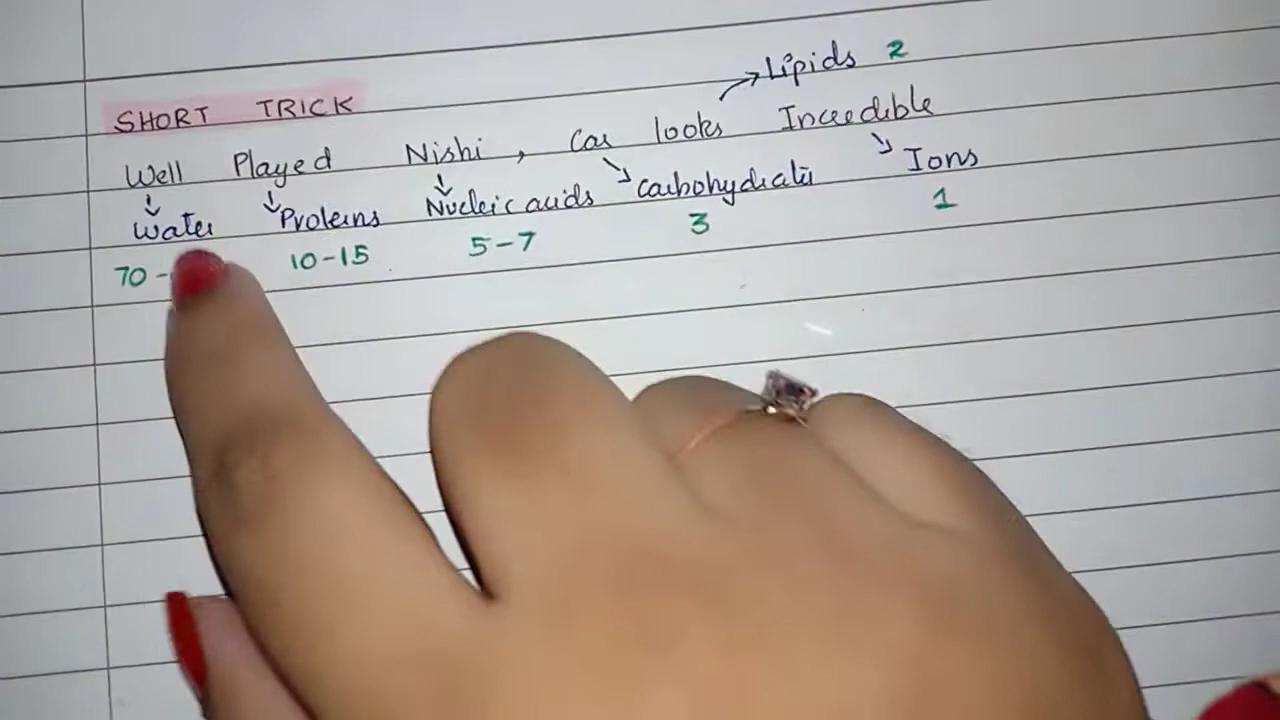 Lipids 2
SHORT TRICK
Well Played Nishi, Car looks Incredible
Water Proteins Nucleic acids Carbohydrate Ions
70- 10-15 5-7 3 1